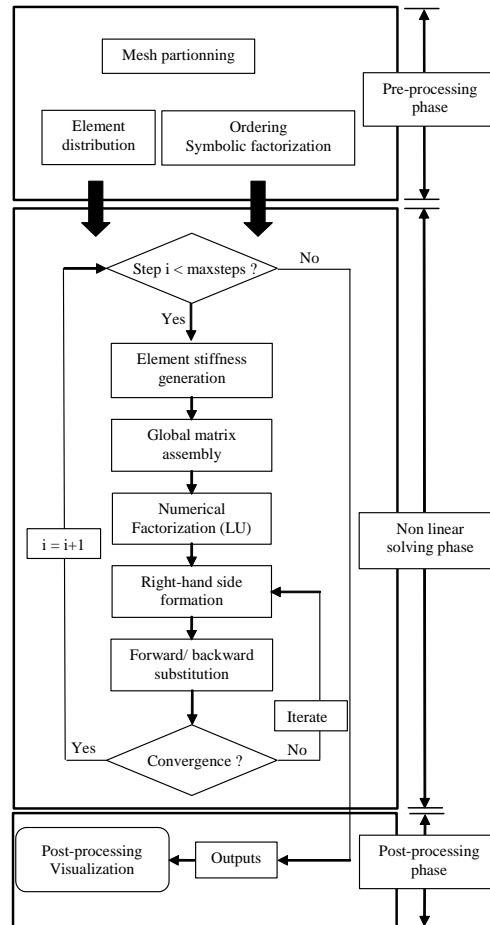 Mesh partionning
Pre-processing
phase
Element
distribution
Ordering
Symbolic factorization
Step i < maxsteps ?
No
Yes
Element stiffness
generation
Global matrix
assembly
Numerical
Factorization (LU)
i = i+1
Non linear
solving phase
Right-hand side
formation
Forward/ backward
substitution
Iterate
Yes
Convergence ?
No
Post-processing
Visualization
Outputs
Post-processing
phase